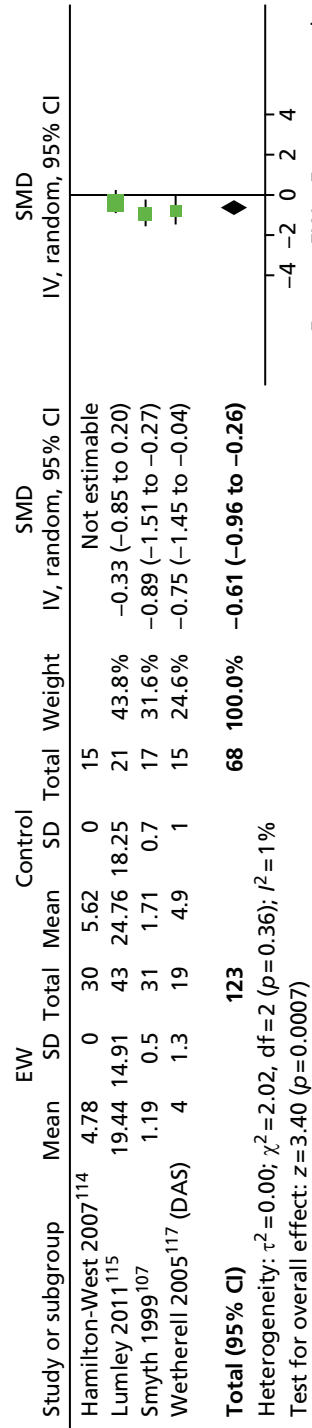 EW Control SMD SMD
Study or subgroup Mean SD Total Mean SD Total Weight IV, random, 95% CI IV, random, 95% CI
Hamilton-West 2007114 4.78 0 30 5.62 0 15 Not estimable
Lumley 2011115 19.44 14.91 43 24.76 18.25 21 43.8% −0.33 (−0.85 to 0.20)
Smyth 1999107 1.19 0.5 31 1.71 0.7 17 31.6% −0.89 (−1.51 to −0.27)
Wetherell 2005117 (DAS) 4 1.3 19 4.9 1 15 24.6% −0.75 (−1.45 to −0.04)
Total (95% CI) 123 68 100.0% −0.61 (−0.96 to −0.26)
Heterogeneity: τ2=0.00; χ2=2.02, df=2 (p=0.36); I2=1%
Test for overall effect: z=3.40 (p=0.0007)
−4 −2 0 2 4